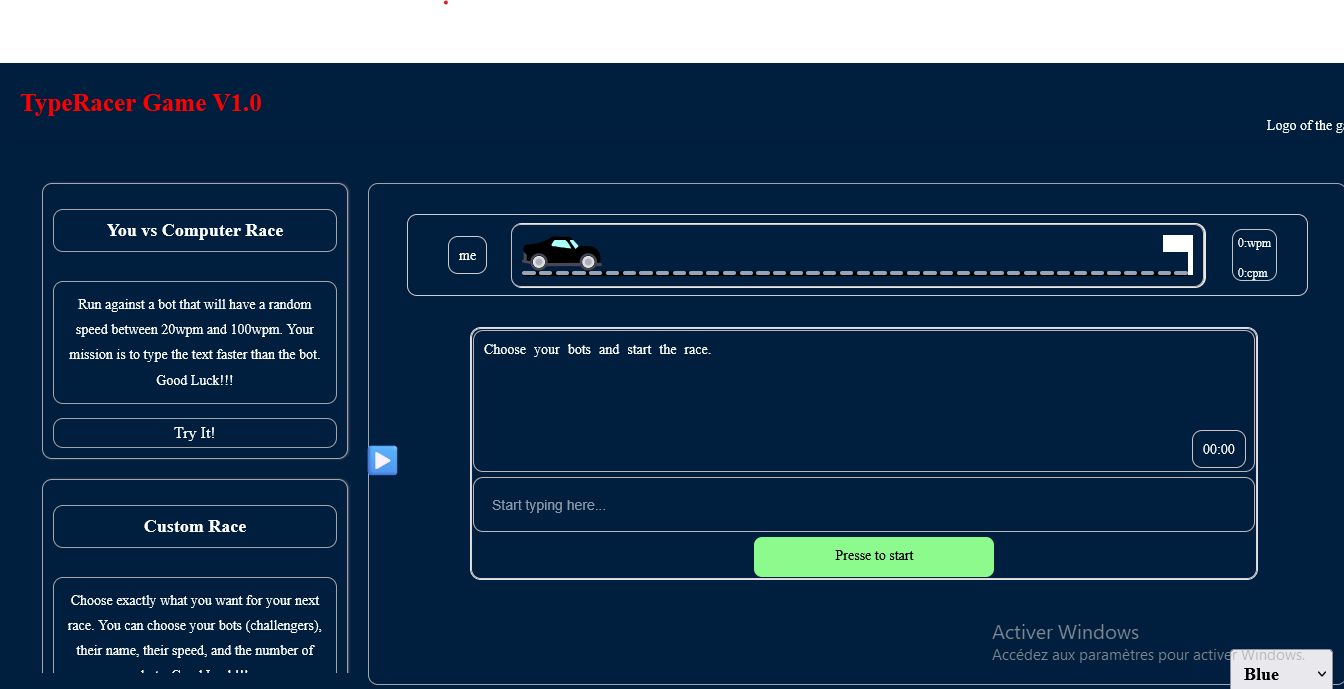 TypeRacer Game V1.0
Logo of the g
You vs Computer Race
Run against a bot that will have a random
speed between 20wpm and 100wpm. Your
mission is to type the text faster than the bot.
Good Luck!!!
Try It!
Custom Race
Choose exactly what you want for your next
race. You can choose your bots (challengers),
their name, their speed, and the number of
me
0:wpm
0:cpm
Choose your bots and start the race.
00:00
Start typing here...
Presse to start
Activer Windows
Accédez aux paramètres pour activer Windows.
Blue